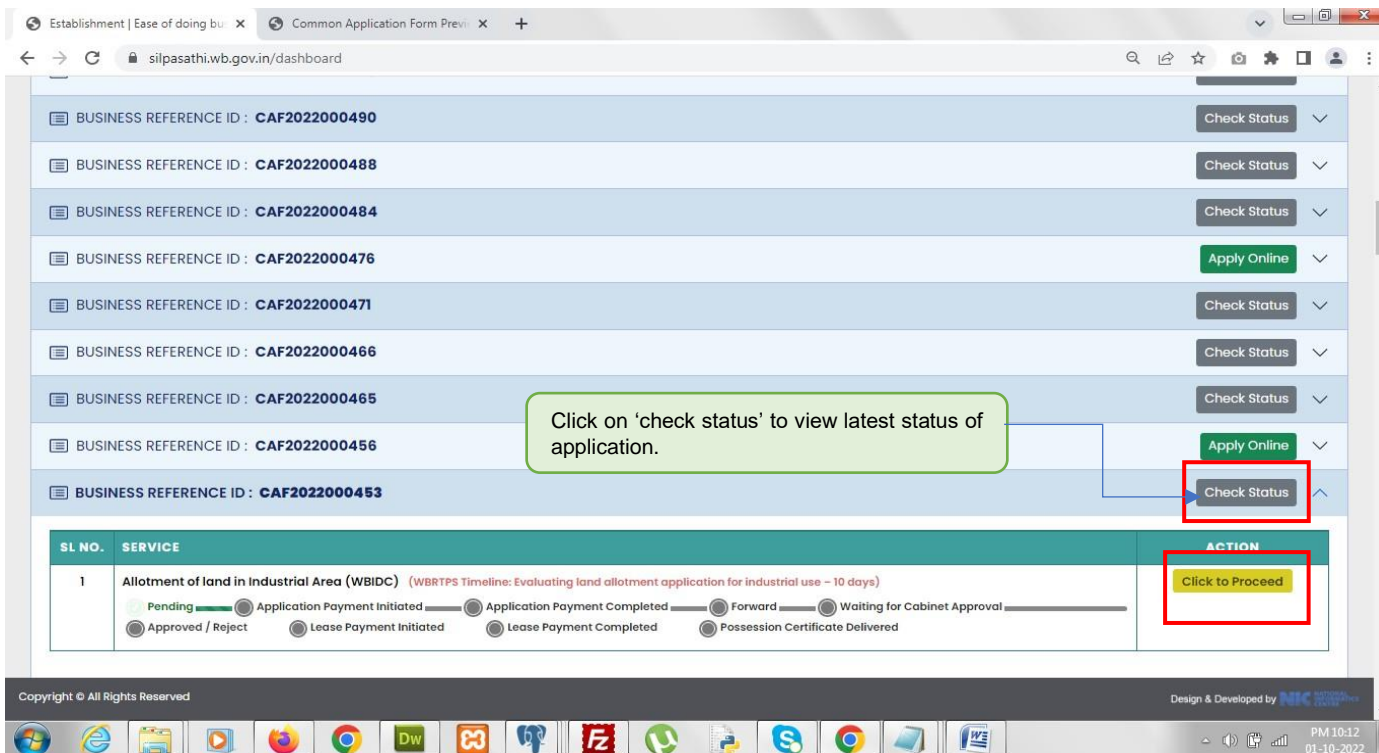 Establishment | Ease of doing bu
Common Application Form Previ
silpasathi.wb.gov.in/dashboard
BUSINESS REFERENCE ID : CAF2022000490 Check Status
BUSINESS REFERENCE ID : CAF2022000488 Check Status
BUSINESS REFERENCE ID : CAF2022000484 Check Status
BUSINESS REFERENCE ID : CAF2022000476 Apply Online
BUSINESS REFERENCE ID : CAF2022000471 Check Status
BUSINESS REFERENCE ID : CAF2022000466 Check Status
BUSINESS REFERENCE ID : CAF2022000465 Check Status
Click on ‘check status’ to view latest status of
application.
BUSINESS REFERENCE ID : CAF2022000456 Apply Online
BUSINESS REFERENCE ID : CAF2022000453 Check Status
SL NO. SERVICE ACTION
1 Allotment of land in Industrial Area (WBIDC) (WBRTPS Timeline: Evaluating land allotment application for industrial use – 10 days) Click to Proceed
Pending Application Payment Initiated Application Payment Completed Forward Waiting for Cabinet Approval
Approved / Reject Lease Payment Initiated Lease Payment Completed Possession Certificate Delivered
Copyright © All Rights Reserved Design & Developed by NIC NATIONAL INFORMATICS CENTRE
Dw Fz W
PM 10:12
01-10-2022